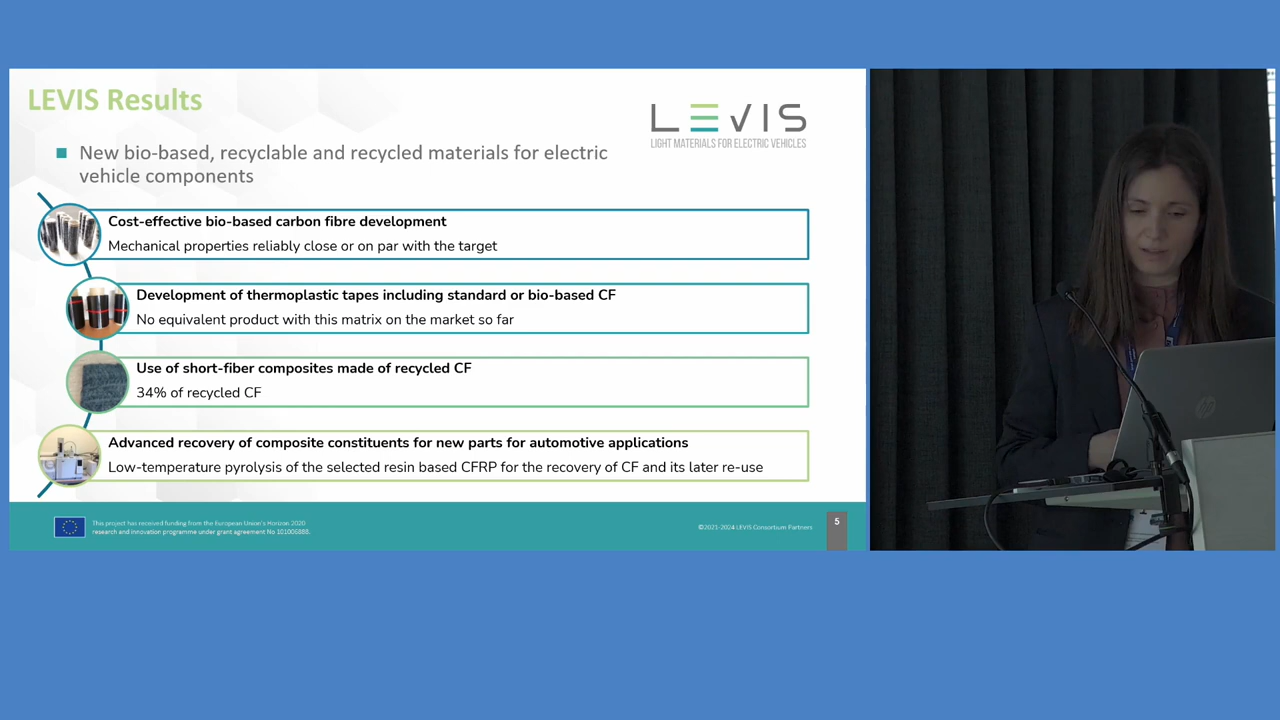 LEVIS Results
LEVIS
LIGHT MATERIALS FOR ELECTRIC VEHICLES
New bio-based, recyclable and recycled materials for electric
vehicle components
Cost-effective bio-based carbon fibre development
Mechanical properties reliably close or on par with the target
Development of thermoplastic tapes including standard or bio-based CF
No equivalent product with this matrix on the market so far
Use of short-fiber composites made of recycled CF
34% of recycled CF
Advanced recovery of composite constituents for new parts for automotive applications
Low-temperature pyrolysis of the selected resin based CFRP for the recovery of CF and its later re-use
This project has received funding from the European Union's Horizon 2020
research and innovation programme under grant agreement No 101006888.
©2021-2024 LEVIS Consortium Partners
5
hp